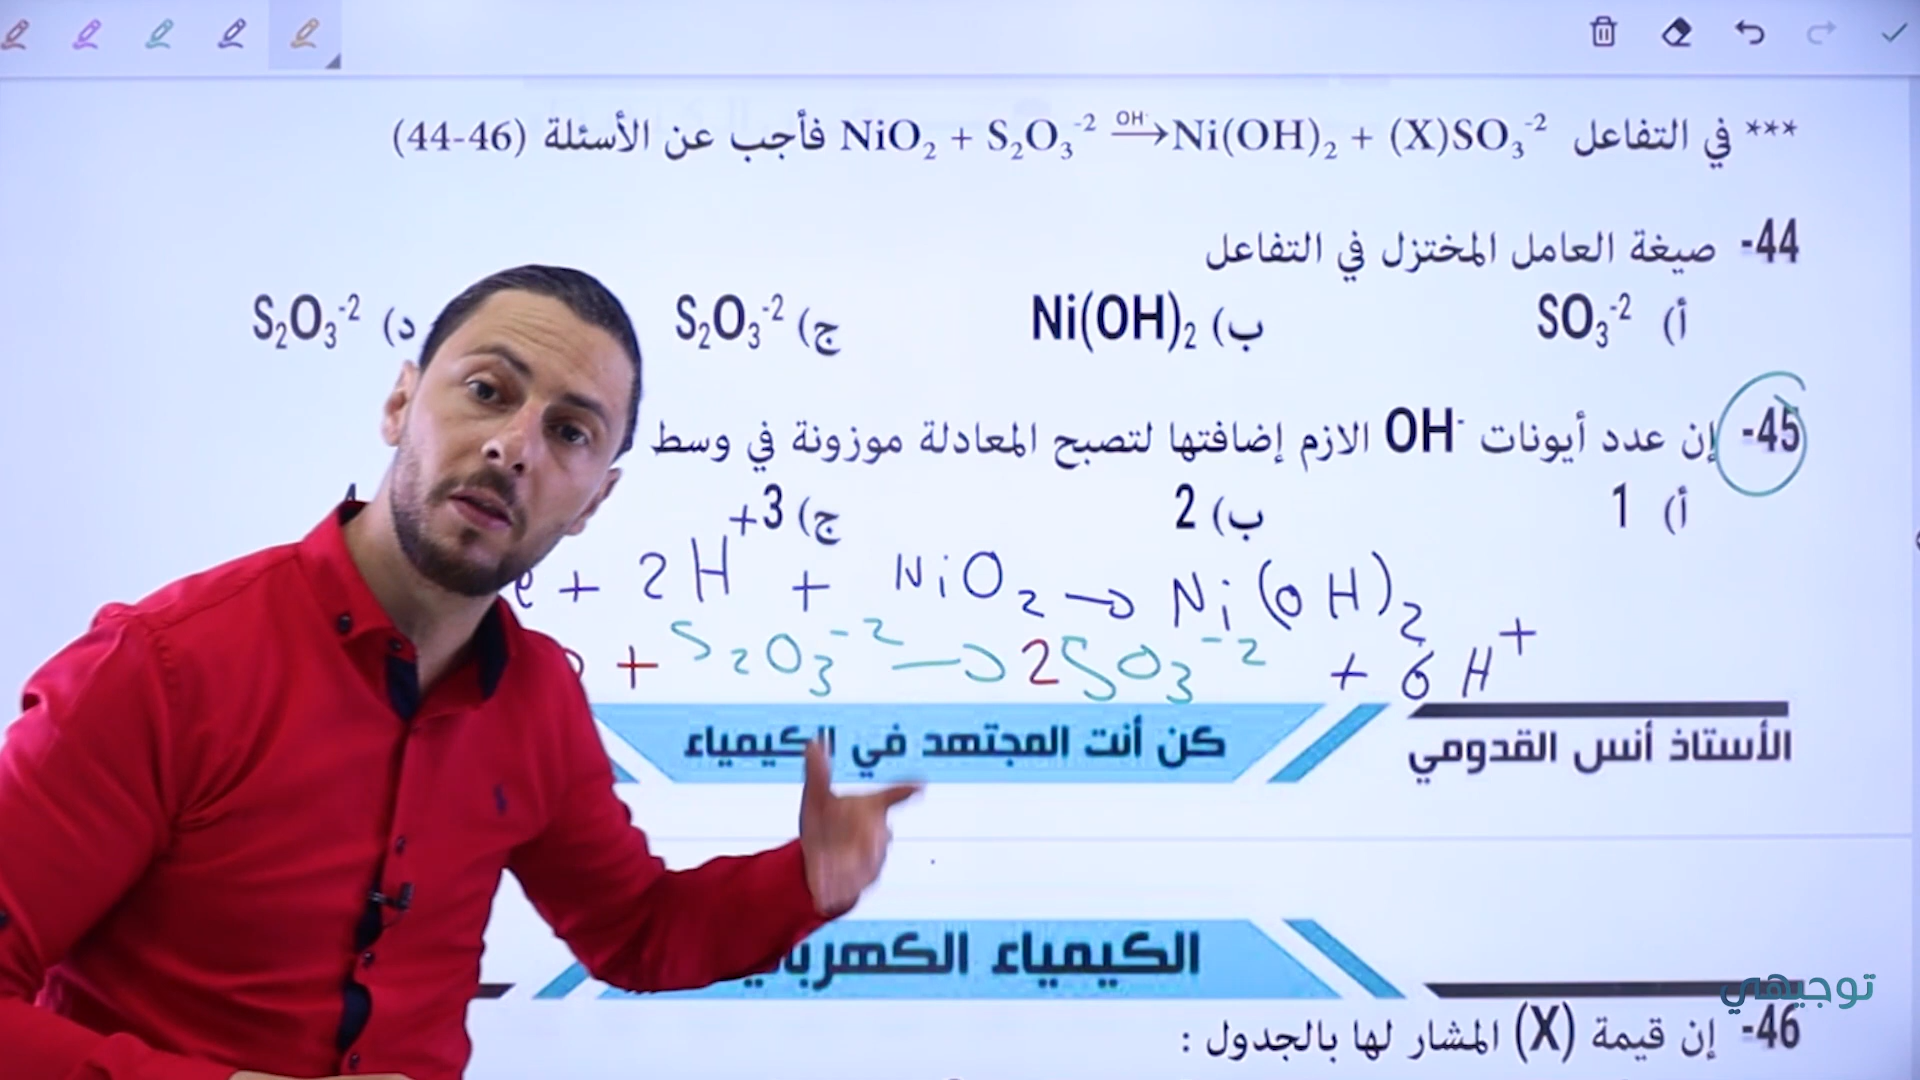 *** في التفاعل NiO₂ + S₂O₃⁻² —OH⁻→ Ni(OH)₂ + (X)SO₃⁻² فأجب عن الأسئلة (44-46)
44- صيغة العامل المختزل في التفاعل
أ) SO₃⁻² ب) Ni(OH)₂ ج) S₂O₃⁻² د) S₂O₃⁻²
45- إن عدد أيونات OH⁻ الازم إضافتها لتصبح المعادلة موزونة في وسط
أ) 1 ب) 2 ج) 3
+ 2H⁺ + NiO₂ → Ni(OH)₂
+ S₂O₃⁻² → 2SO₃⁻² + 6H⁺
الأستاذ أنس القدومي
كن أنت المجتهد في الكيمياء
الكيمياء
توجيهي
46- إن قيمة (X) المشار لها بالجدول :